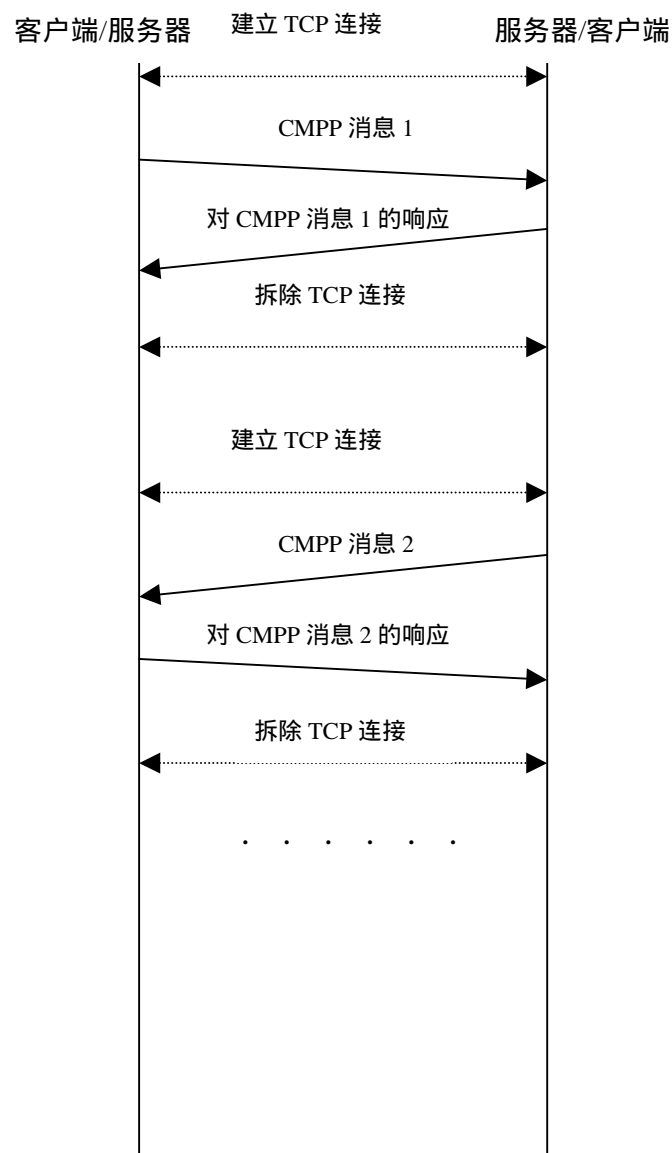 客户端/服务器
建立 TCP 连接
服务器/客户端
CMPP 消息 1
对 CMPP 消息 1 的响应
拆除 TCP 连接
建立 TCP 连接
CMPP 消息 2
对 CMPP 消息 2 的响应
拆除 TCP 连接
. . . . . .